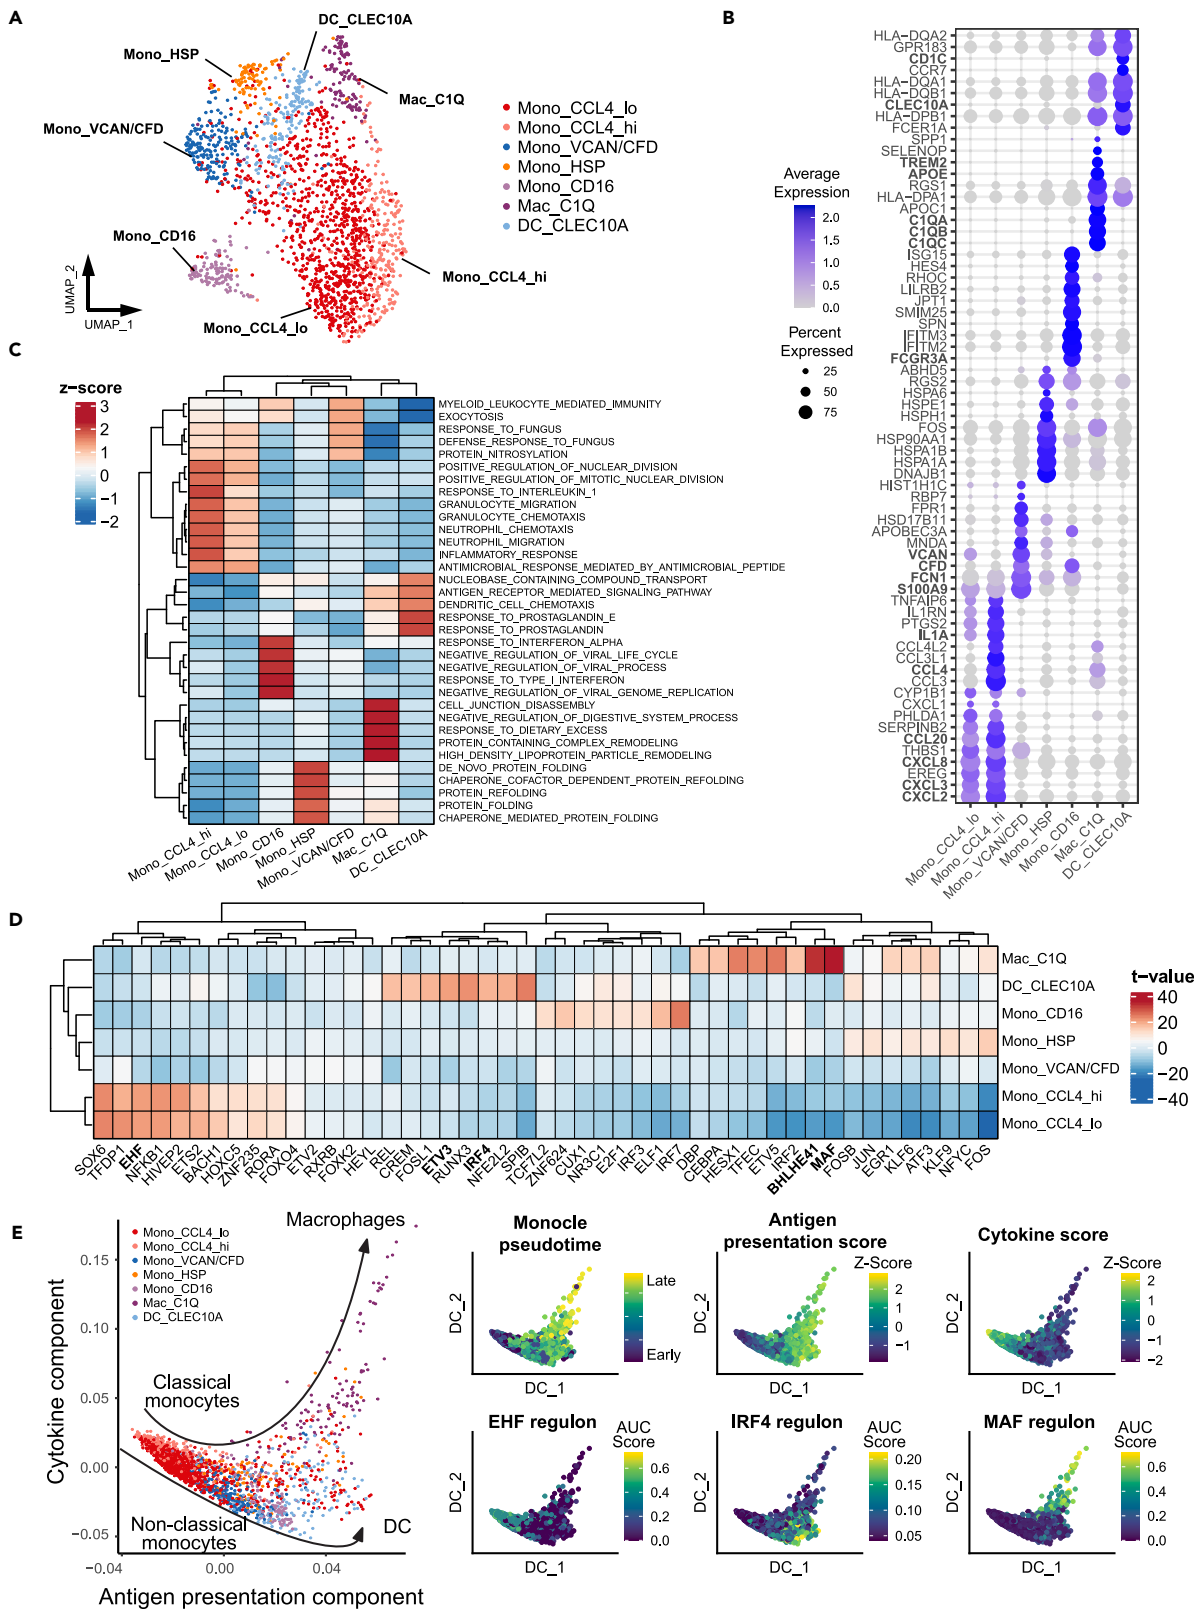 A
DC_CLEC10A
Mono_HSP
Mac_C1Q
Mono_VCAN/CFD
Mono_CD16
Mono_CCL4_hi
Mono_CCL4_lo
UMAP_2
UMAP_1
Mono_CCL4_lo
Mono_CCL4_hi
Mono_VCAN/CFD
Mono_HSP
Mono_CD16
Mac_C1Q
DC_CLEC10A
B
Average
Expression
2.0
1.5
1.0
0.5
0.0
Percent
Expressed
25
50
75
HLA-DQA2
GPR183
CD1C
CCR7
HLA-DQA1
HLA-DQB1
CLEC10A
HLA-DPB1
FCER1A
SPP1
SELENOP
TREM2
APOE
RGS1
HLA-DPA1
APOC1
C1QA
C1QB
C1QC
ISG15
HES4
RHOC
LILRB2
JPT1
SMIM25
SPN
IFITM3
IFITM2
FCGR3A
ABHD5
RGS2
HSPA6
HSPE1
HSPH1
FOS
HSP90AA1
HSPA1B
HSPA1A
DNAJB1
HIST1H1C
RBP7
FPR1
HSD17B11
APOBEC3A
MNDA
VCAN
CFD
FCN1
S100A9
TNFAIP6
IL1RN
PTGS2
IL1A
CCL4L2
CCL3L1
CCL4
CCL3
CYP1B1
CXCL1
PHLDA1
SERPINB2
CCL20
THBS1
CXCL8
EREG
CXCL3
CXCL2
Mono_CCL4_lo
Mono_CCL4_hi
Mono_VCAN/CFD
Mono_HSP
Mono_CD16
Mac_C1Q
DC_CLEC10A
C
z-score
3
2
1
0
−1
−2
MYELOID_LEUKOCYTE_MEDIATED_IMMUNITY
EXOCYTOSIS
RESPONSE_TO_FUNGUS
DEFENSE_RESPONSE_TO_FUNGUS
PROTEIN_NITROSYLATION
POSITIVE_REGULATION_OF_NUCLEAR_DIVISION
POSITIVE_REGULATION_OF_MITOTIC_NUCLEAR_DIVISION
RESPONSE_TO_INTERLEUKIN_1
GRANULOCYTE_MIGRATION
GRANULOCYTE_CHEMOTAXIS
NEUTROPHIL_CHEMOTAXIS
NEUTROPHIL_MIGRATION
INFLAMMATORY_RESPONSE
ANTIMICROBIAL_RESPONSE_MEDIATED_BY_ANTIMICROBIAL_PEPTIDE
NUCLEOBASE_CONTAINING_COMPOUND_TRANSPORT
ANTIGEN_RECEPTOR_MEDIATED_SIGNALING_PATHWAY
DENDRITIC_CELL_CHEMOTAXIS
RESPONSE_TO_PROSTAGLANDIN_E
RESPONSE_TO_PROSTAGLANDIN
RESPONSE_TO_INTERFERON_ALPHA
NEGATIVE_REGULATION_OF_VIRAL_LIFE_CYCLE
NEGATIVE_REGULATION_OF_VIRAL_PROCESS
RESPONSE_TO_TYPE_I_INTERFERON
NEGATIVE_REGULATION_OF_VIRAL_GENOME_REPLICATION
CELL_JUNCTION_DISASSEMBLY
NEGATIVE_REGULATION_OF_DIGESTIVE_SYSTEM_PROCESS
RESPONSE_TO_DIETARY_EXCESS
PROTEIN_CONTAINING_COMPLEX_REMODELING
HIGH_DENSITY_LIPOPROTEIN_PARTICLE_REMODELING
DE_NOVO_PROTEIN_FOLDING
CHAPERONE_COFACTOR_DEPENDENT_PROTEIN_REFOLDING
PROTEIN_REFOLDING
PROTEIN_FOLDING
CHAPERONE_MEDIATED_PROTEIN_FOLDING
Mono_CCL4_hi
Mono_CCL4_lo
Mono_CD16
Mono_HSP
Mono_VCAN/CFD
Mac_C1Q
DC_CLEC10A
D
Mac_C1Q
DC_CLEC10A
Mono_CD16
Mono_HSP
Mono_VCAN/CFD
Mono_CCL4_hi
Mono_CCL4_lo
t-value
40
20
0
−20
−40
SOX6
TFDP1
EHF
NFKB1
HIVEP2
ETS2
BACH1
HOXC5
ZNF235
RORA
FOXO4
ETV2
RXRB
FOXK2
HEYL
REL
CREM
FOSL1
ETV3
RUNX3
IRF4
NFE2L2
SPIB
TCF7L2
ZNF624
CUX1
NR3C1
E2F1
IRF3
ELF1
IRF7
DBP
CEBPA
HESX1
TFEC
ETV5
IRF2
BHLHE41
MAF
FOSB
JUN
EGR1
KLF6
ATF3
KLF9
NFYC
FOS
E
Cytokine component
0.15
0.10
0.05
0.00
−0.05
−0.04
0.00
0.04
Antigen presentation component
Mono_CCL4_lo
Mono_CCL4_hi
Mono_VCAN/CFD
Mono_HSP
Mono_CD16
Mac_C1Q
DC_CLEC10A
Macrophages
Classical
monocytes
Non-classical
monocytes
DC
Monocle
pseudotime
Late
Early
DC_2
DC_1
Antigen
presentation score
Z-Score
2
1
0
−1
DC_2
DC_1
Cytokine score
Z-Score
2
1
0
−1
−2
DC_2
DC_1
EHF regulon
AUC
Score
0.6
0.4
0.2
0.0
DC_2
DC_1
IRF4 regulon
AUC
Score
0.20
0.15
0.10
0.05
DC_2
DC_1
MAF regulon
AUC
Score
0.6
0.4
0.2
0.0
DC_2
DC_1